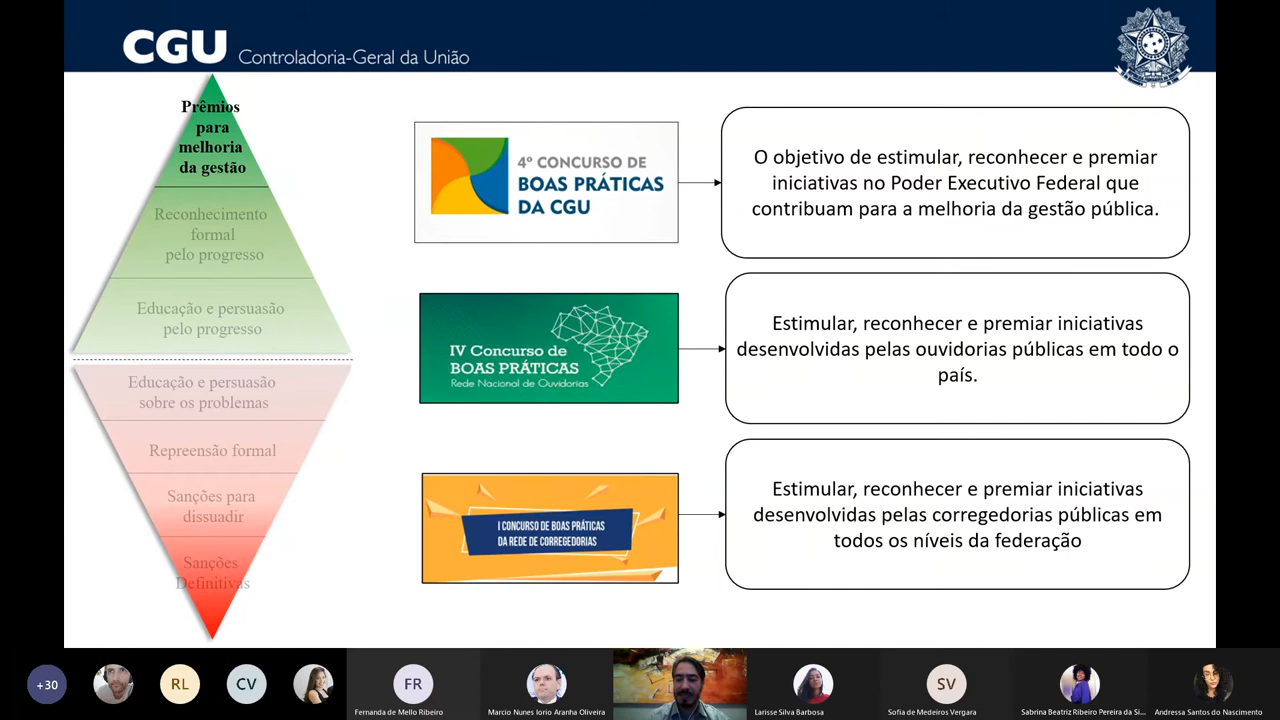 CGU Controladoria-Geral da União
Prêmios
para
melhoria
da gestão
Reconhecimento
formal
pelo progresso
Educação e persuasão
pelo progresso
Educação e persuasão
sobre os problemas
Repreensão formal
Sanções para
dissuadir
Sanções
Definitivas
4º CONCURSO DE
BOAS PRÁTICAS
DA CGU
O objetivo de estimular, reconhecer e premiar
iniciativas no Poder Executivo Federal que
contribuam para a melhoria da gestão pública.
IV Concurso de
BOAS PRÁTICAS
Rede Nacional de Ouvidorias
Estimular, reconhecer e premiar iniciativas
desenvolvidas pelas ouvidorias públicas em todo o
país.
I CONCURSO DE BOAS PRÁTICAS
DA REDE DE CORREGEDORIAS
Estimular, reconhecer e premiar iniciativas
desenvolvidas pelas corregedorias públicas em
todos os níveis da federação
+30
RL
CV
FR
SV
Fernanda de Mello Ribeiro
Marcio Nunes Iorio Aranha Oliveira
Larisse Silva Barbosa
Sofia de Medeiros Vergara
Sabrina Beatriz Ribeiro Pereira da Si...
Andressa Santos do Nascimento